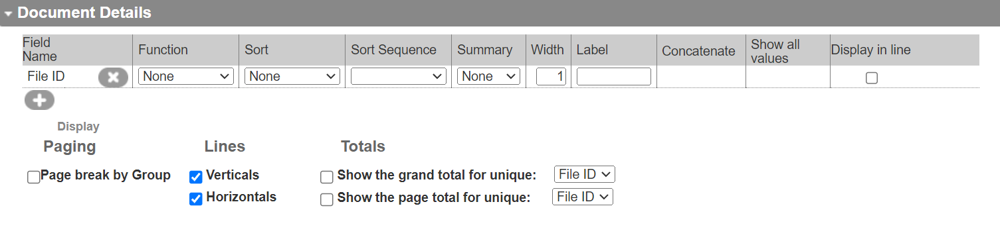 Document Details
Field Name Function Sort Sort Sequence Summary Width Label Concatenate Show all values Display in line
File ID None None None 1
Display
Paging Lines Totals
Page break by Group Verticals Show the grand total for unique: File ID
Horizontals Show the page total for unique: File ID